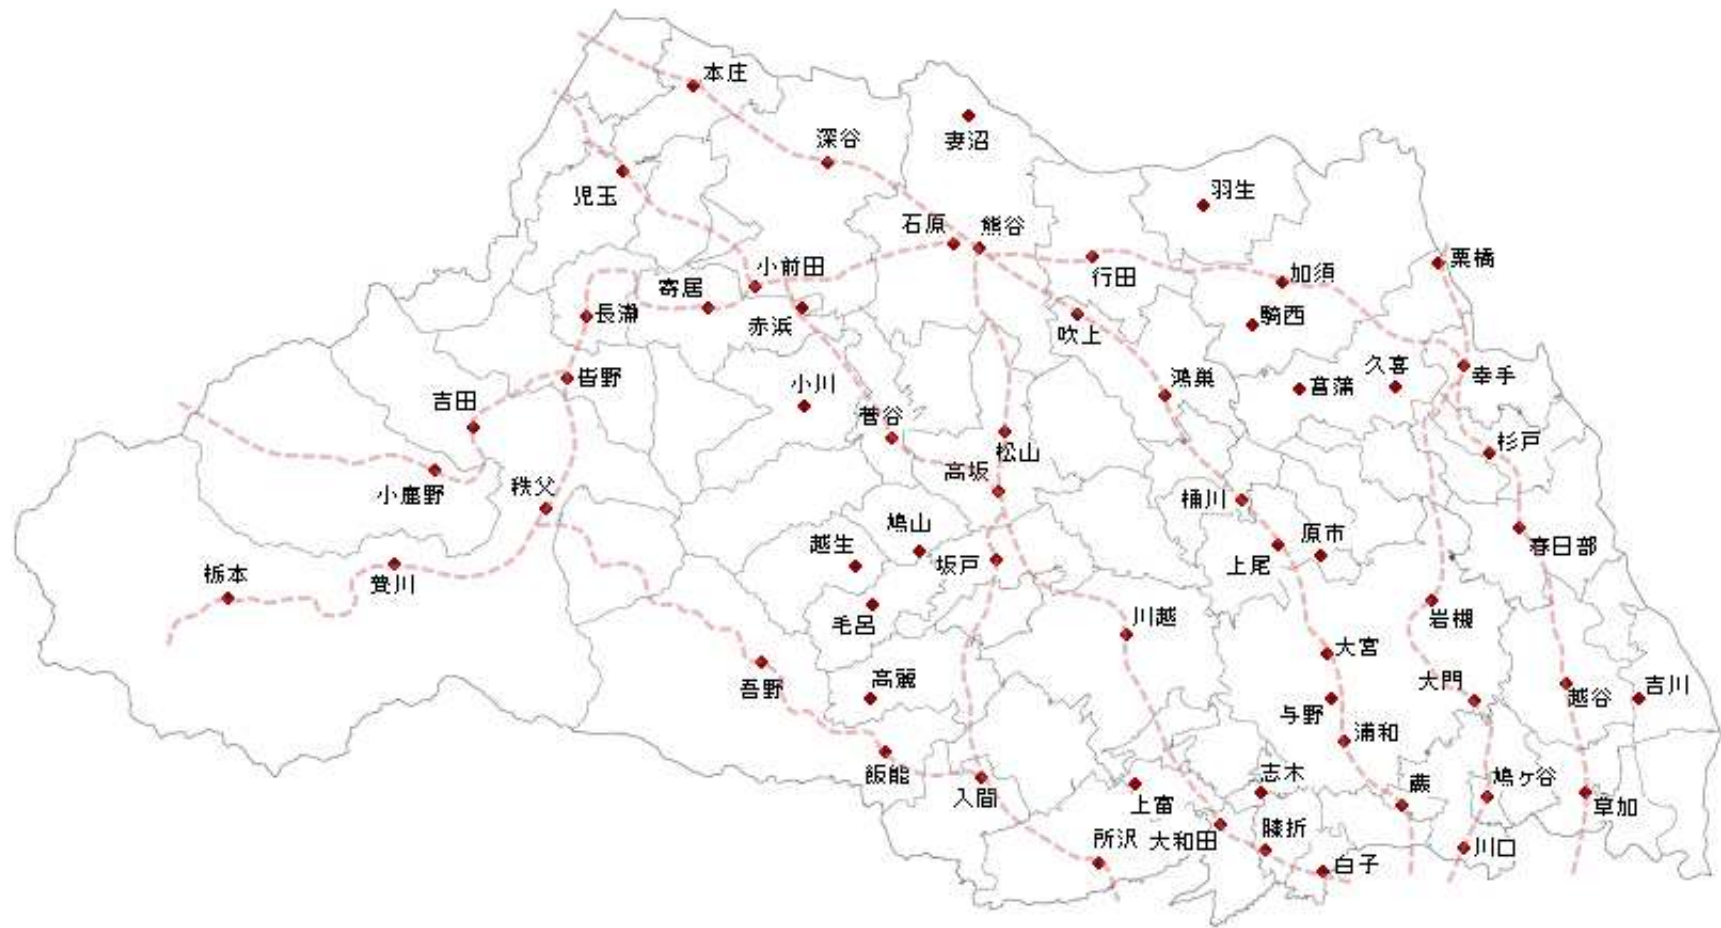 本庄
深谷
妻沼
児玉
羽生
石原
熊谷
小前田
行田
加須
栗橋
寄居
長瀞
赤浜
吹上
騎西
久喜
幸手
皆野
小川
鴻巣
菖蒲
吉田
菅谷
松山
杉戸
高坂
小鹿野
秩父
桶川
鳩山
原市
越生
坂戸
上尾
春日部
栃本
贄川
毛呂
川越
岩槻
大宮
吾野
高麗
大門
越谷
吉川
与野
浦和
飯能
入間
上富
志木
蕨
鳩ヶ谷
草加
所沢
大和田
膝折
川口
白子